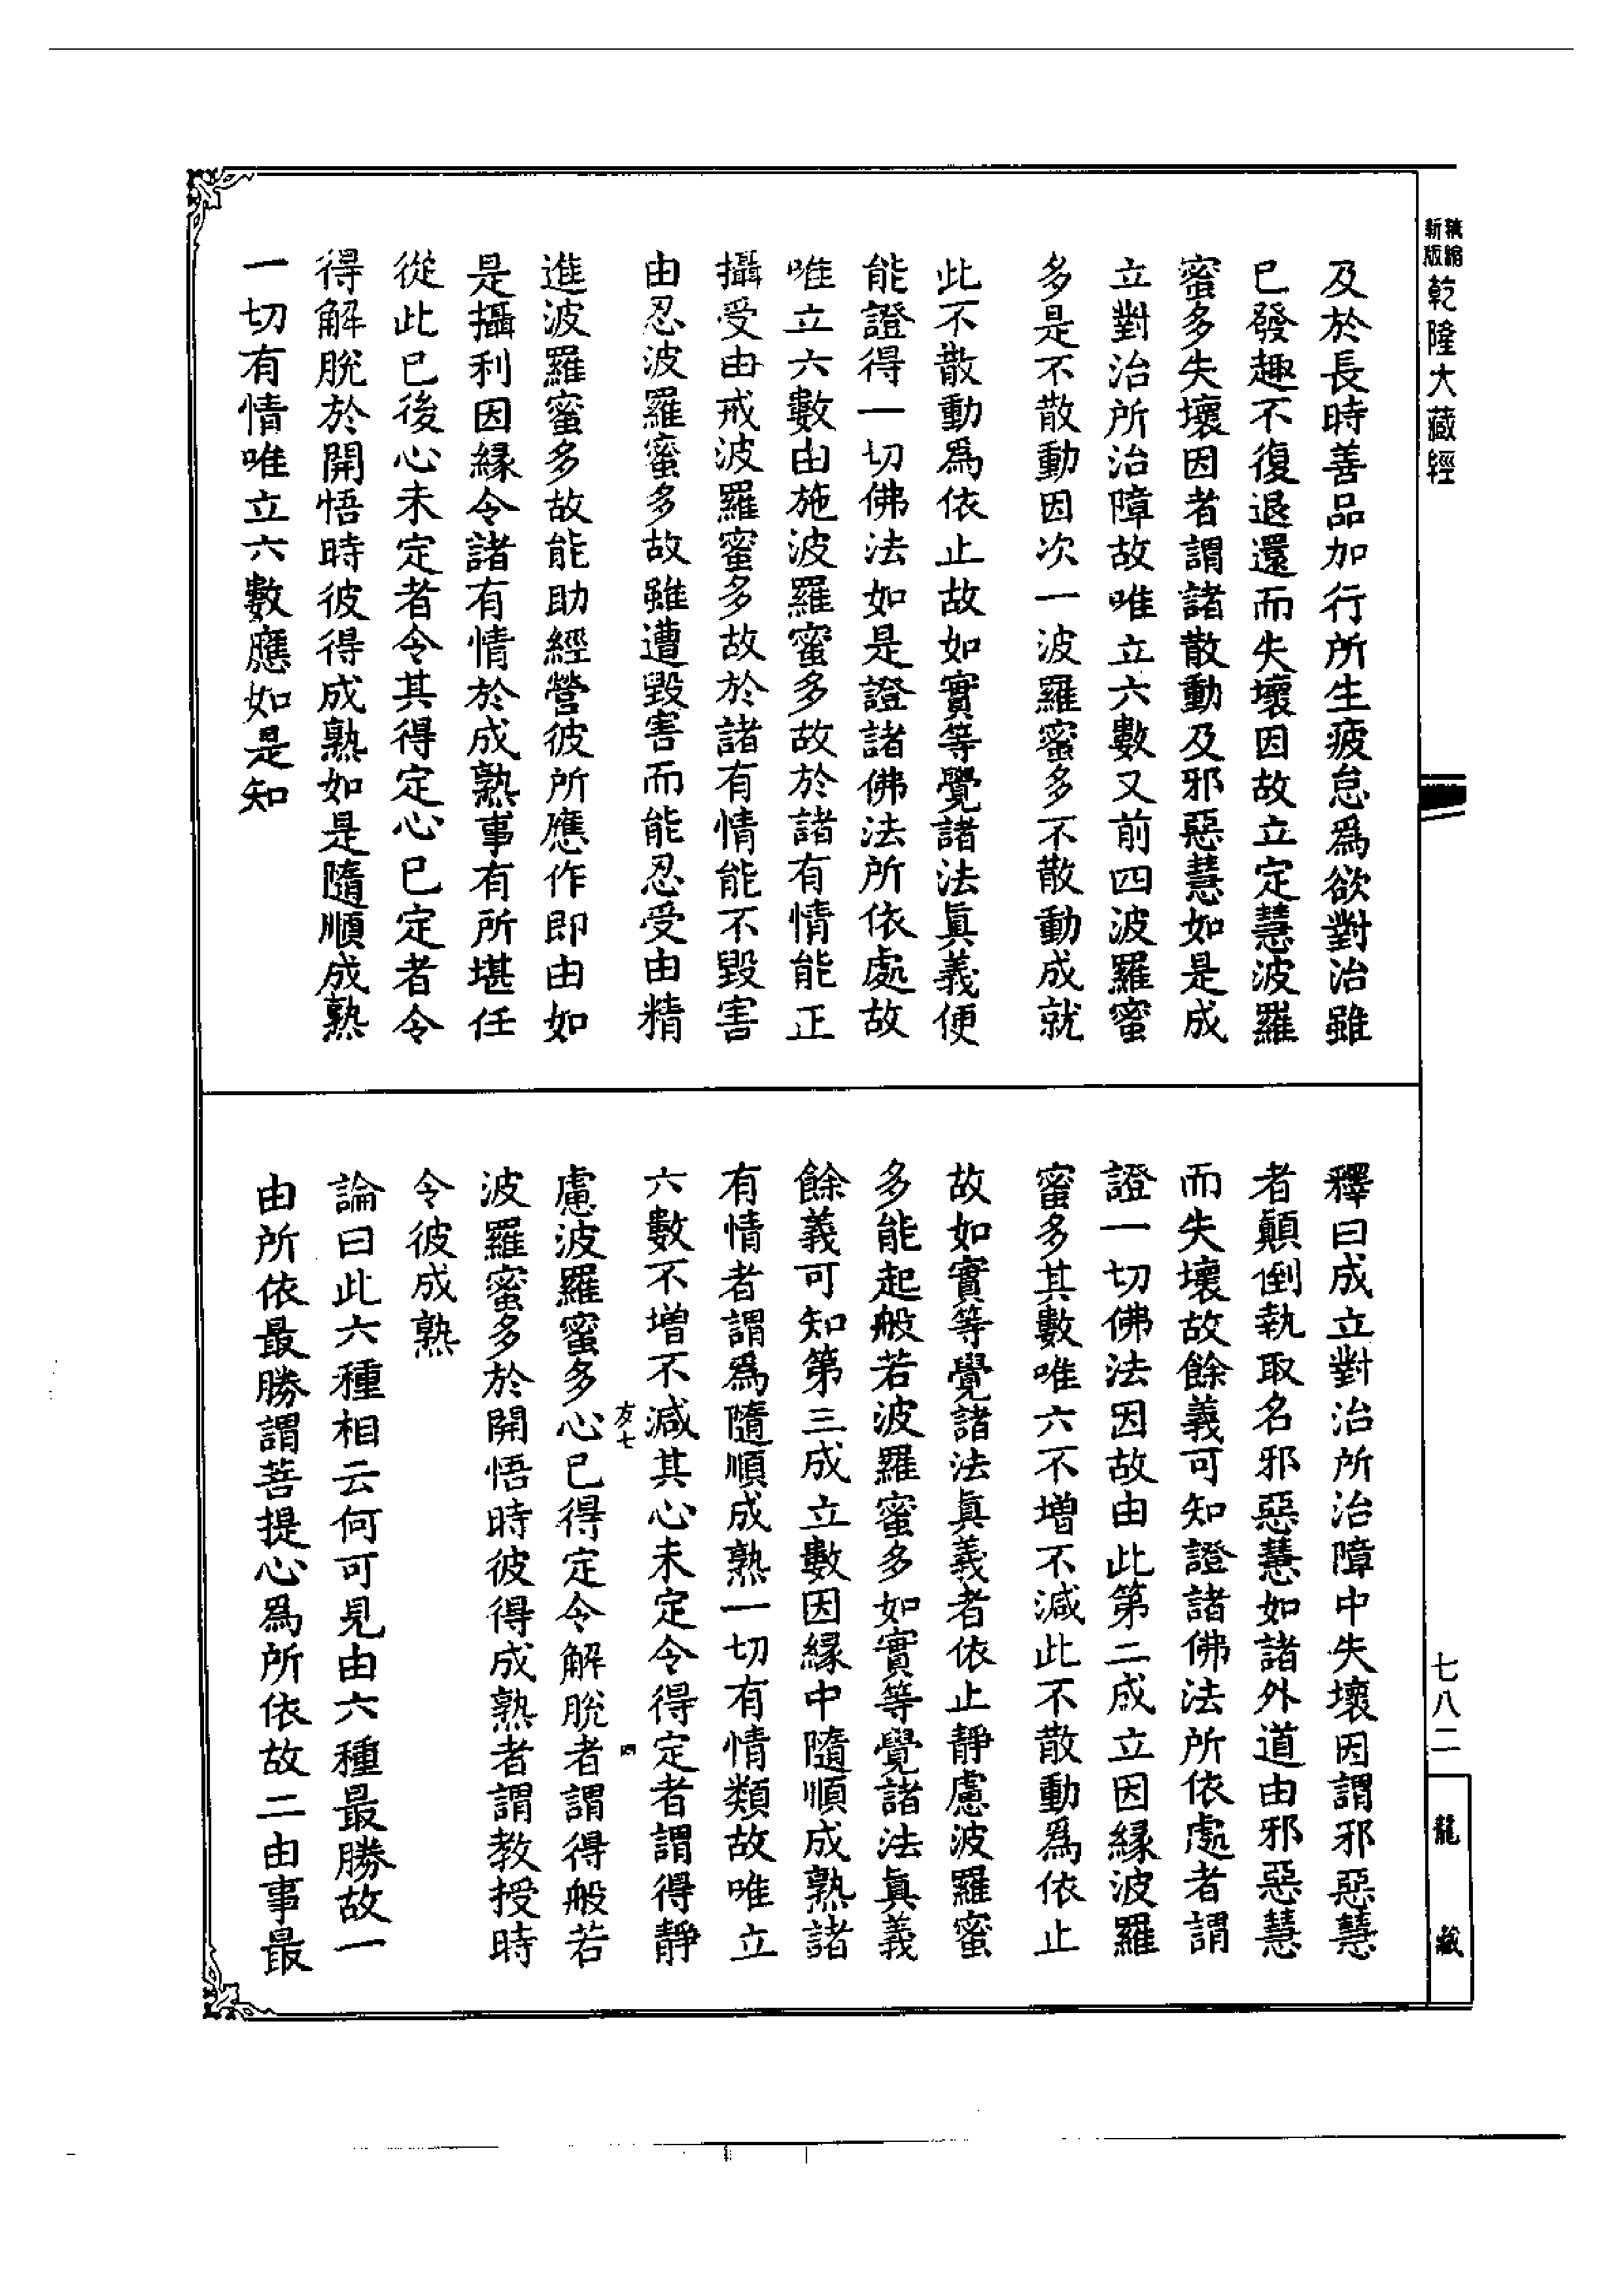 新版精縮
乾隆大藏經
七八二
龍藏
及於長時善品加行所生疲怠爲欲對治雖
已發趣不復退還而失壞因故立定慧波羅
蜜多失壞因者謂諸散動及邪惡慧如是成
立對治所治障故唯立六數又前四波羅蜜
多是不散動因次一波羅蜜多不散動成就
此不散動爲依止故如實等覺諸法眞義便
能證得一切佛法如是證諸佛法所依處故
唯立六數由施波羅蜜多故於諸有情能正
攝受由戒波羅蜜多故於諸有情能不毀害
由忍波羅蜜多故雖遭毀害而能忍受由精
進波羅蜜多故能助經營彼所應作即由如
是攝利因緣令諸有情於成熟事有所堪任
從此已後心未定者令其得定心已定者令
得解脫於開悟時彼得成熟如是隨順成熟
一切有情唯立六數應如是知
釋曰成立對治所治障中失壞因謂邪惡慧
者顚倒執取名邪惡慧如諸外道由邪惡慧
而失壞故餘義可知證諸佛法所依處者謂
證一切佛法因故由此第二成立因緣波羅
蜜多其數唯六不增不減此不散動爲依止
故如實等覺諸法眞義者依止靜慮波羅蜜
多能起般若波羅蜜多如實等覺諸法眞義
餘義可知第三成立數因緣中隨順成熟諸
有情者謂爲隨順成熟一切有情類故唯立
六數不增不減其心未定令得定者謂得靜
友七
四
慮波羅蜜多心已得定令解脫者謂得般若
波羅蜜多於開悟時彼得成熟者謂教授時
令彼成熟
論曰此六種相云何可見由六種最勝故一
由所依最勝謂菩提心爲所依故二由事最